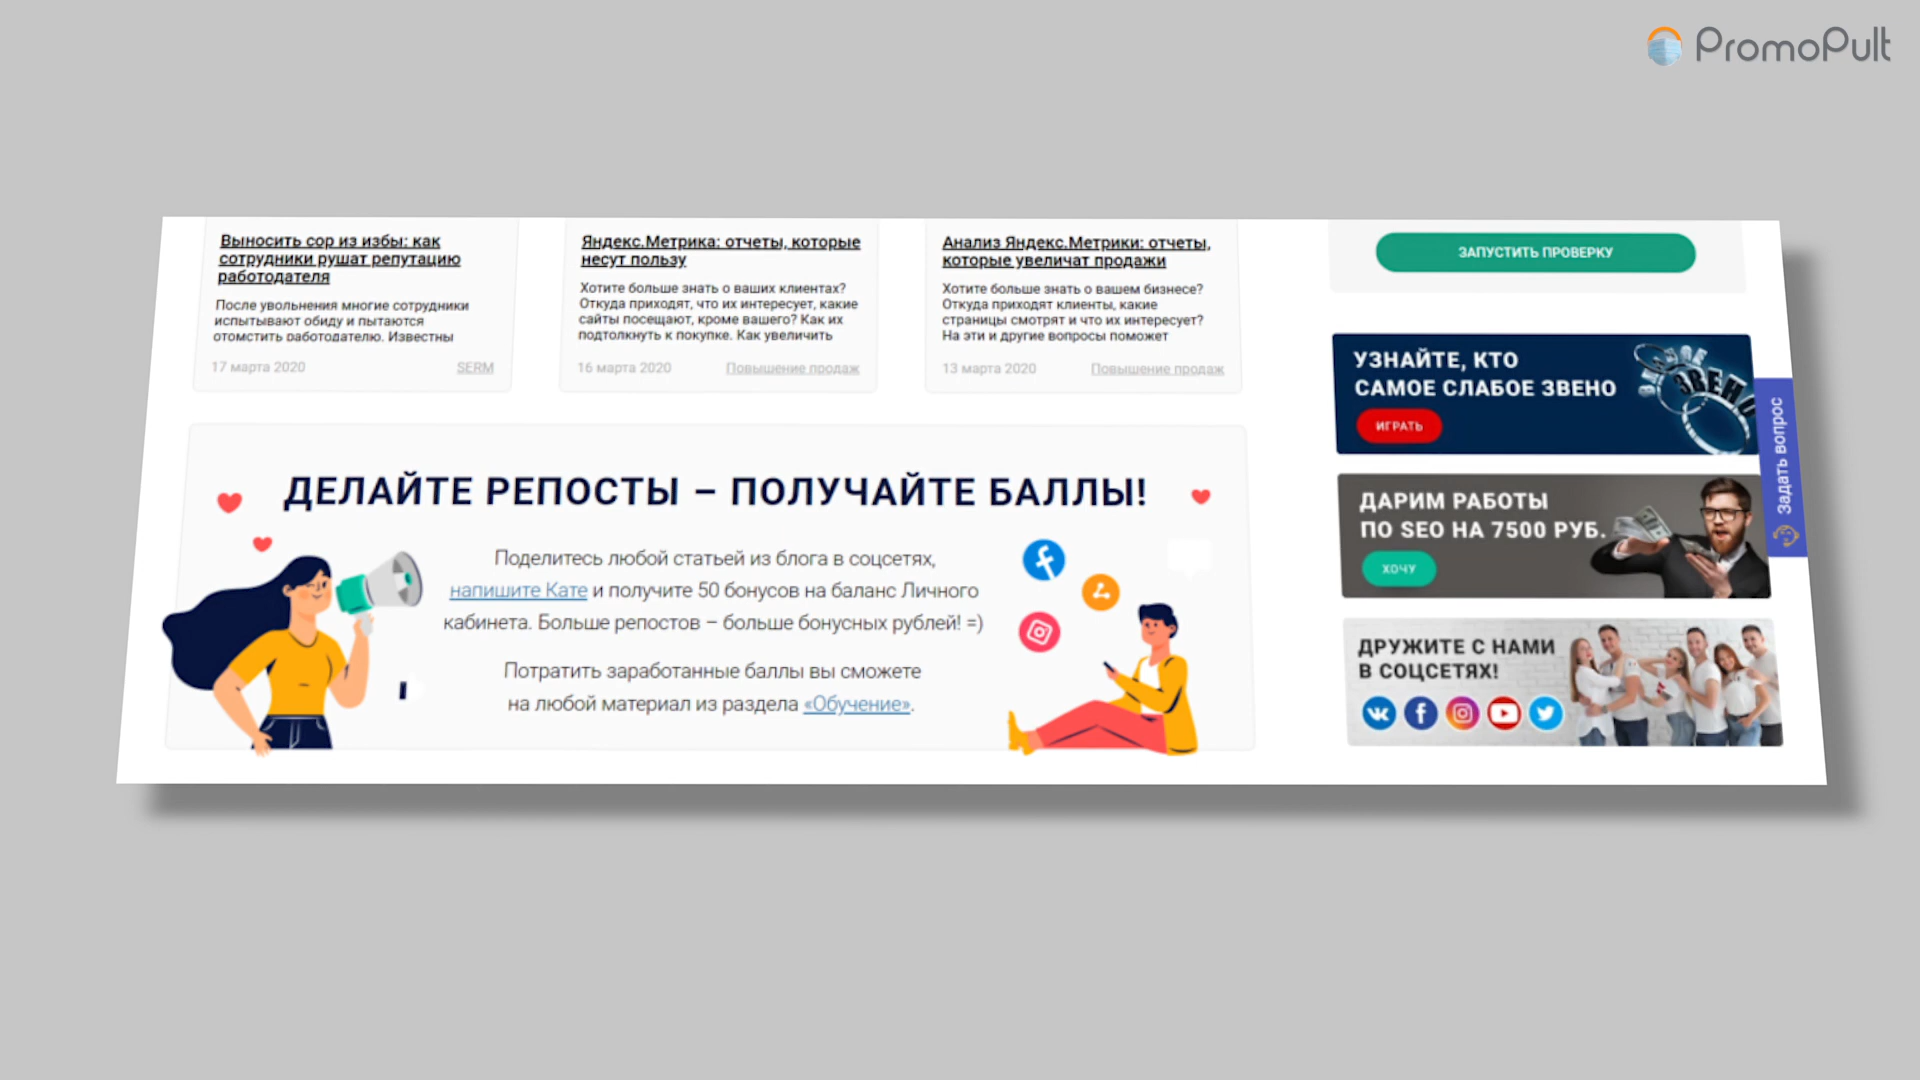 PromoPult
Выносить сор из избы: как
сотрудники рушат репутацию
работодателя
После увольнения многие сотрудники
испытывают обиду и пытаются
отомстить работодателю. Известны
17 марта 2020
SERM
Яндекс.Метрика: отчеты, которые
несут пользу
Хотите больше знать о ваших клиентах?
Откуда приходят, что их интересует, какие
сайты посещают, кроме вашего? Как их
подтолкнуть к покупке. Как увеличить
16 марта 2020
Повышение продаж
Анализ Яндекс.Метрики: отчеты,
которые увеличат продажи
Хотите больше знать о вашем бизнесе?
Откуда приходят клиенты, какие
страницы смотрят и что их интересует?
На эти и другие вопросы поможет
13 марта 2020
Повышение продаж
ДЕЛАЙТЕ РЕПОСТЫ – ПОЛУЧАЙТЕ БАЛЛЫ!
Поделитесь любой статьей из блога в соцсетях,
напишите Кате и получите 50 бонусов на баланс Личного
кабинета. Больше репостов – больше бонусных рублей! =)
Потратить заработанные баллы вы сможете
на любой материал из раздела «Обучение».
ЗАПУСТИТЬ ПРОВЕРКУ
УЗНАЙТЕ, КТО
САМОЕ СЛАБОЕ ЗВЕНО
ИГРАТЬ
ДАРИМ РАБОТЫ
ПО SEO НА 7500 РУБ.
ХОЧУ
ДРУЖИТЕ С НАМИ
В СОЦСЕТЯХ!
Задать вопрос